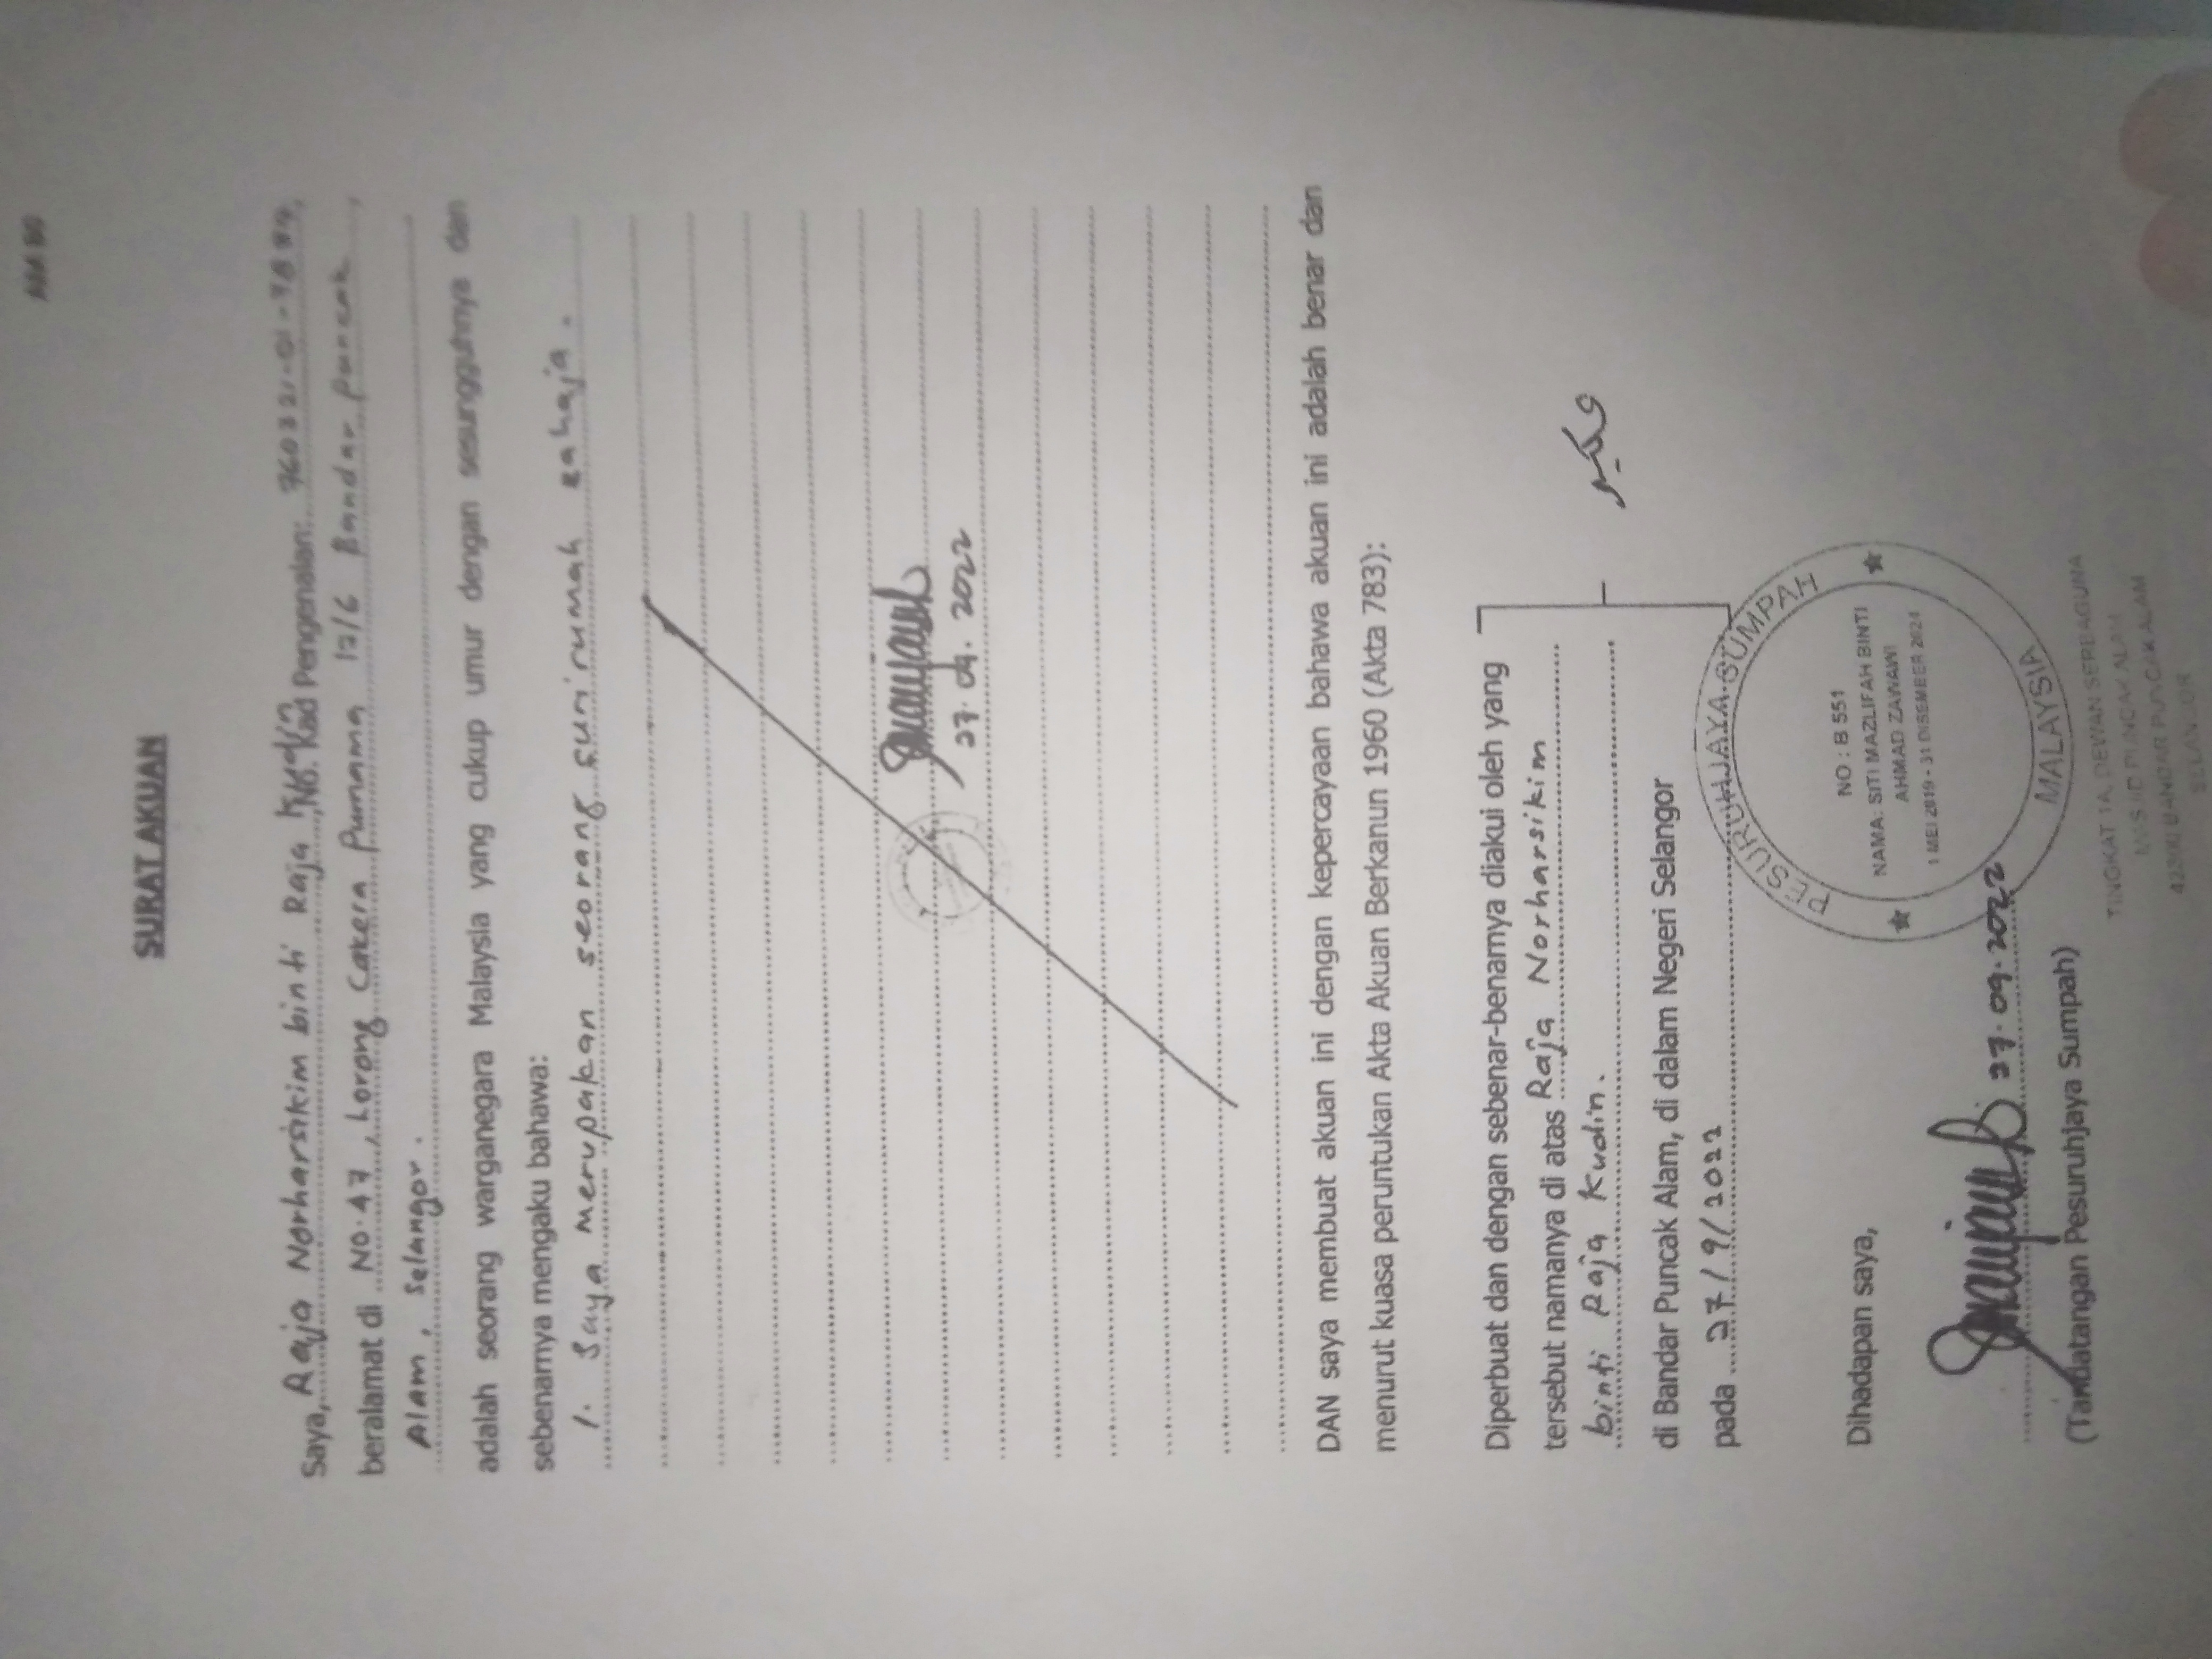 SURAT AKUAN
Saya, Raja Norharsikim binti Raja Kudin No. Kad Pengenalan:
beralamat di No. 47, Lorong Cakera Purnama 12/6 Bandar Puncak,
Alam, Selangor.
adalah seorang warganegara Malaysia yang cukup umur dengan sesungguhnya dan
sebenarnya mengaku bahawa:
1. Saya merupakan seorang surirumah sahaja.
27.09.2022
DAN saya membuat akuan ini dengan kepercayaan bahawa akuan ini adalah benar dan
menurut kuasa peruntukan Akta Akuan Berkanun 1960 (Akta 783):
Diperbuat dan dengan sebenar-benarnya diakui oleh yang
tersebut namanya di atas Raja Norharsikim
binti Raja Kudin.
di Bandar Puncak Alam, di dalam Negeri Selangor
pada 27/9/2022
Dihadapan saya,
PESURUHJAYA SUMPAH
NO : B 551
NAMA: SITI MAZLIFAH BINTI
AHMAD ZAWAWI
1 MEI 2019 - 31 DISEMBER 2024
MALAYSIA
27.09.2022
(Tandatangan Pesuruhjaya Sumpah)
TINGKAT 1A, DEWAN SERBAGUNA
MASJID PUNCAK ALAM
42300 BANDAR PUNCAK ALAM
SELANGOR